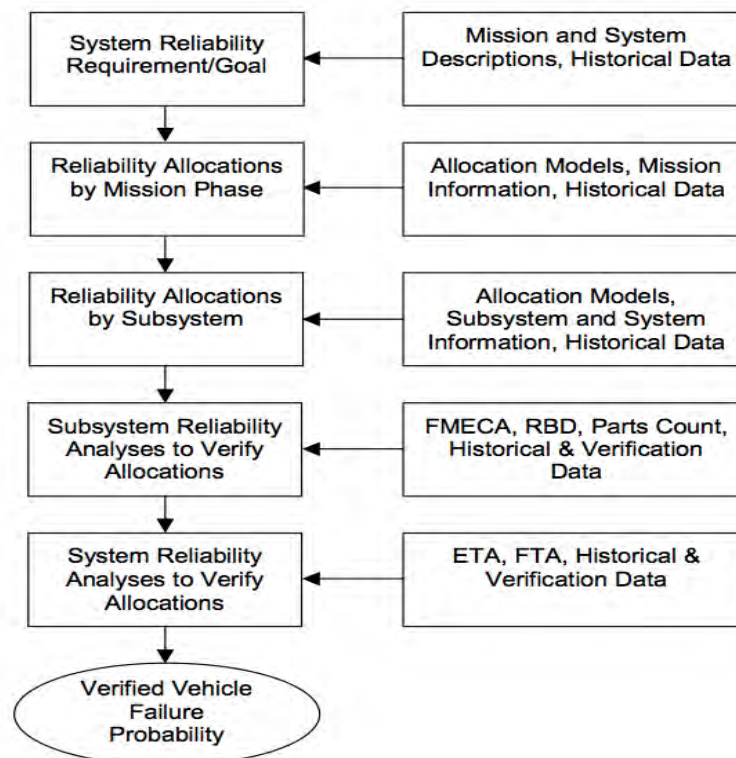 System Reliability
Requirement/Goal
Mission and System
Descriptions, Historical Data
Reliability Allocations
by Mission Phase
Allocation Models, Mission
Information, Historical Data
Reliability Allocations
by Subsystem
Allocation Models,
Subsystem and System
Information, Historical Data
Subsystem Reliability
Analyses to Verify
Allocations
FMECA, RBD, Parts Count,
Historical & Verification
Data
System Reliability
Analyses to Verify
Allocations
ETA, FTA, Historical &
Verification Data
Verified Vehicle
Failure
Probability